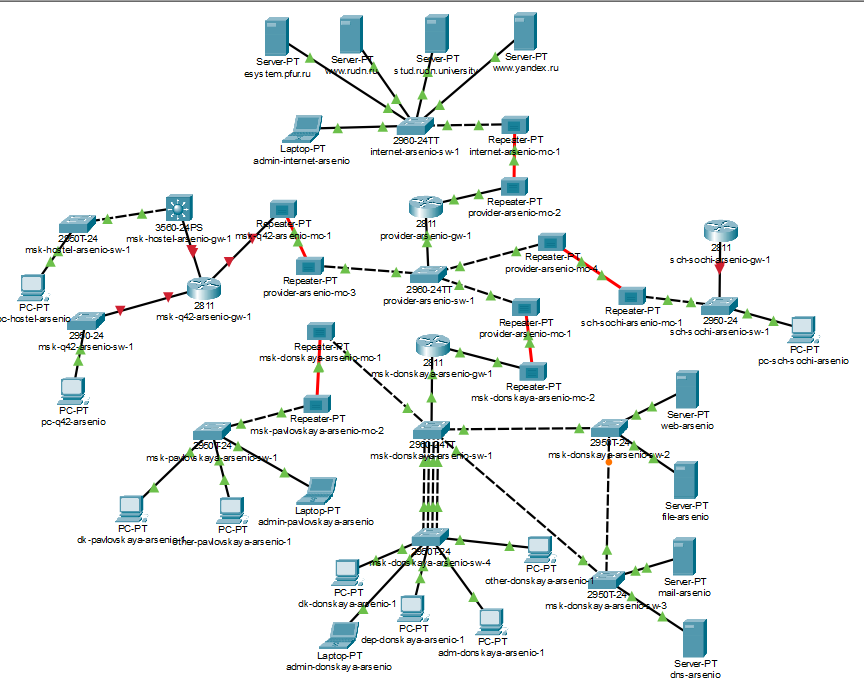 Server-PT
esystem.pfur.ru
Server-PT
www.rudn.ru
Server-PT
stud.rudn.university
Server-PT
www.yandex.ru
Laptop-PT
admin-internet-arsenio
2960-24TT
internet-arsenio-sw-1
Repeater-PT
internet-arsenio-mc-1
Repeater-PT
provider-arsenio-mc-2
2811
provider-arsenio-gw-1
2950T-24
msk-hostel-arsenio-sw-1
3560-24PS
msk-hostel-arsenio-gw-1
Repeater-PT
msk-q42-arsenio-mc-1
Repeater-PT
provider-arsenio-mc-3
2960-24TT
provider-arsenio-sw-1
Repeater-PT
provider-arsenio-mc-4
2811
sch-sochi-arsenio-gw-1
PC-PT
pc-hostel-arsenio
2811
msk-q42-arsenio-gw-1
2950-24
msk-q42-arsenio-sw-1
PC-PT
pc-q42-arsenio
Repeater-PT
provider-arsenio-mc-1
Repeater-PT
sch-sochi-arsenio-mc-1
2950-24
sch-sochi-arsenio-sw-1
PC-PT
pc-sch-sochi-arsenio
Repeater-PT
msk-donskaya-arsenio-mc-1
2811
msk-donskaya-arsenio-gw-1
Repeater-PT
msk-donskaya-arsenio-mc-2
Repeater-PT
msk-pavlovskaya-arsenio-mc-2
2950T-24
msk-pavlovskaya-arsenio-sw-1
2960-24TT
msk-donskaya-arsenio-sw-1
2950T-24
msk-donskaya-arsenio-sw-2
Server-PT
web-arsenio
Server-PT
file-arsenio
PC-PT
dk-pavlovskaya-arsenio-1
PC-PT
other-pavlovskaya-arsenio-1
Laptop-PT
admin-pavlovskaya-arsenio
2950T-24
msk-donskaya-arsenio-sw-4
PC-PT
other-donskaya-arsenio-1
PC-PT
dk-donskaya-arsenio-1
PC-PT
dep-donskaya-arsenio-1
PC-PT
adm-donskaya-arsenio-1
Laptop-PT
admin-donskaya-arsenio
2950T-24
msk-donskaya-arsenio-sw-3
Server-PT
mail-arsenio
Server-PT
dns-arsenio